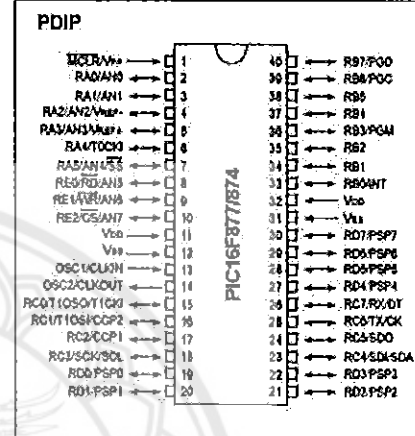 PDIP
MCLR/VPP 1 40 RB7/PGD
RA0/AN0 2 39 RB6/PGC
RA1/AN1 3 38 RB5
RA2/AN2/VREF- 4 37 RB4
RA3/AN3/VREF+ 5 36 RB3/PGM
RA4/T0CKI 6 35 RB2
RA5/AN4/SS 7 34 RB1
RE0/RD/AN5 8 33 RB0/INT
RE1/WR/AN6 9 32 VDD
RE2/CS/AN7 10 31 VSS
VDD 11 30 RD7/PSP7
VSS 12 29 RD6/PSP6
OSC1/CLKIN 13 28 RD5/PSP5
OSC2/CLKOUT 14 27 RD4/PSP4
RC0/T1OSO/T1CKI 15 26 RC7/RX/DT
RC1/T1OSI/CCP2 16 25 RC6/TX/CK
RC2/CCP1 17 24 RC5/SDO
RC3/SCK/SCL 18 23 RC4/SDI/SDA
RD0/PSP0 19 22 RD3/PSP3
RD1/PSP1 20 21 RD2/PSP2
PIC16F877/874